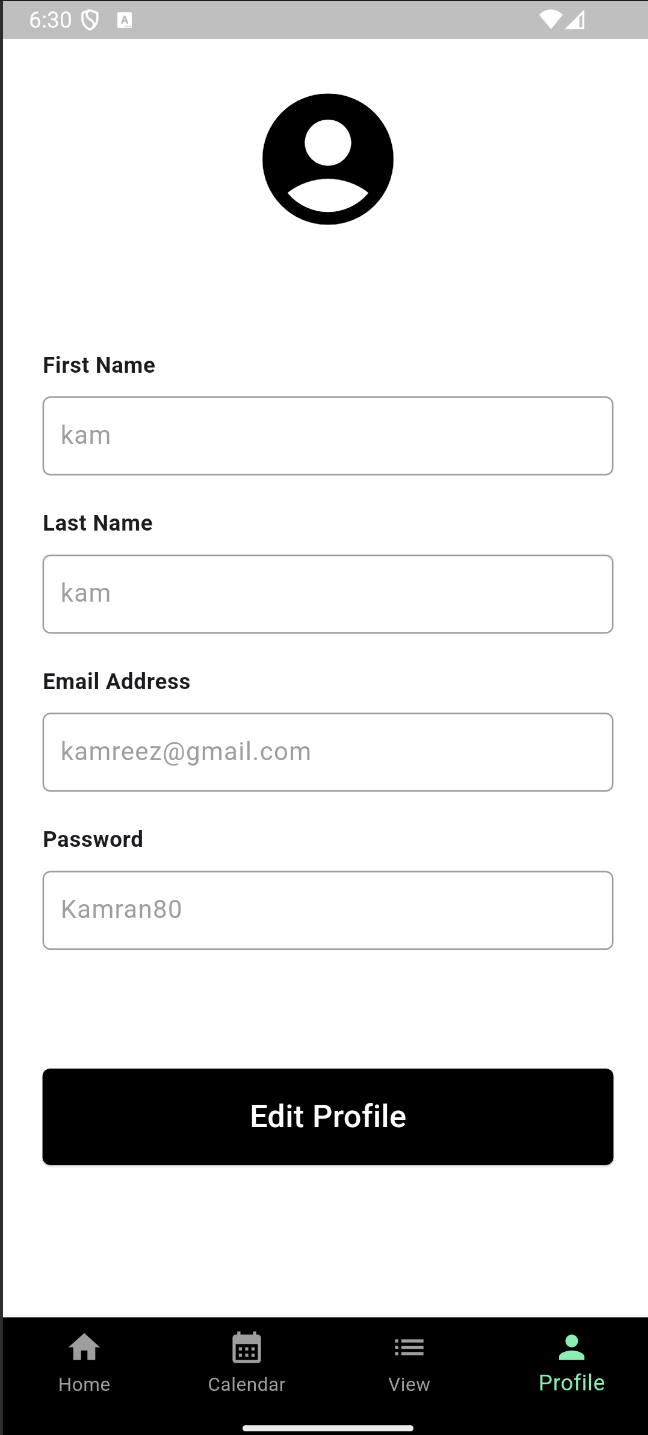 6:30 A
First Name
kam
Last Name
kam
Email Address
kamreez@gmail.com
Password
Kamran80
Edit Profile
Home Calendar View Profile